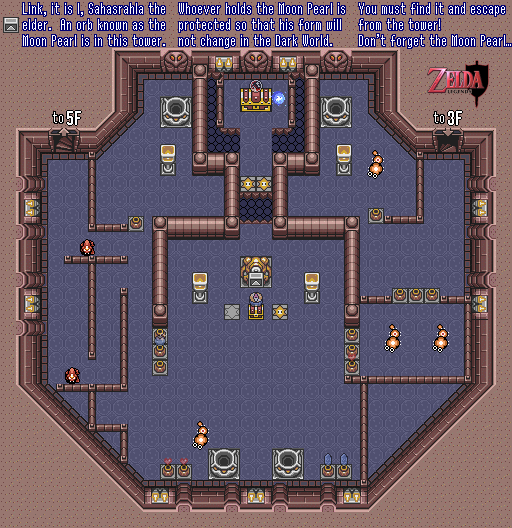 Link, it is I, Sahasrahla the
elder. An orb known as the
Moon Pearl is in this tower.
Whoever holds the Moon Pearl is
protected so that his form will
not change in the Dark World.
You must find it and escape
from the tower!
Don't forget the Moon Pearl...
ZELDA
LEGENDS
to 5F
to 3F